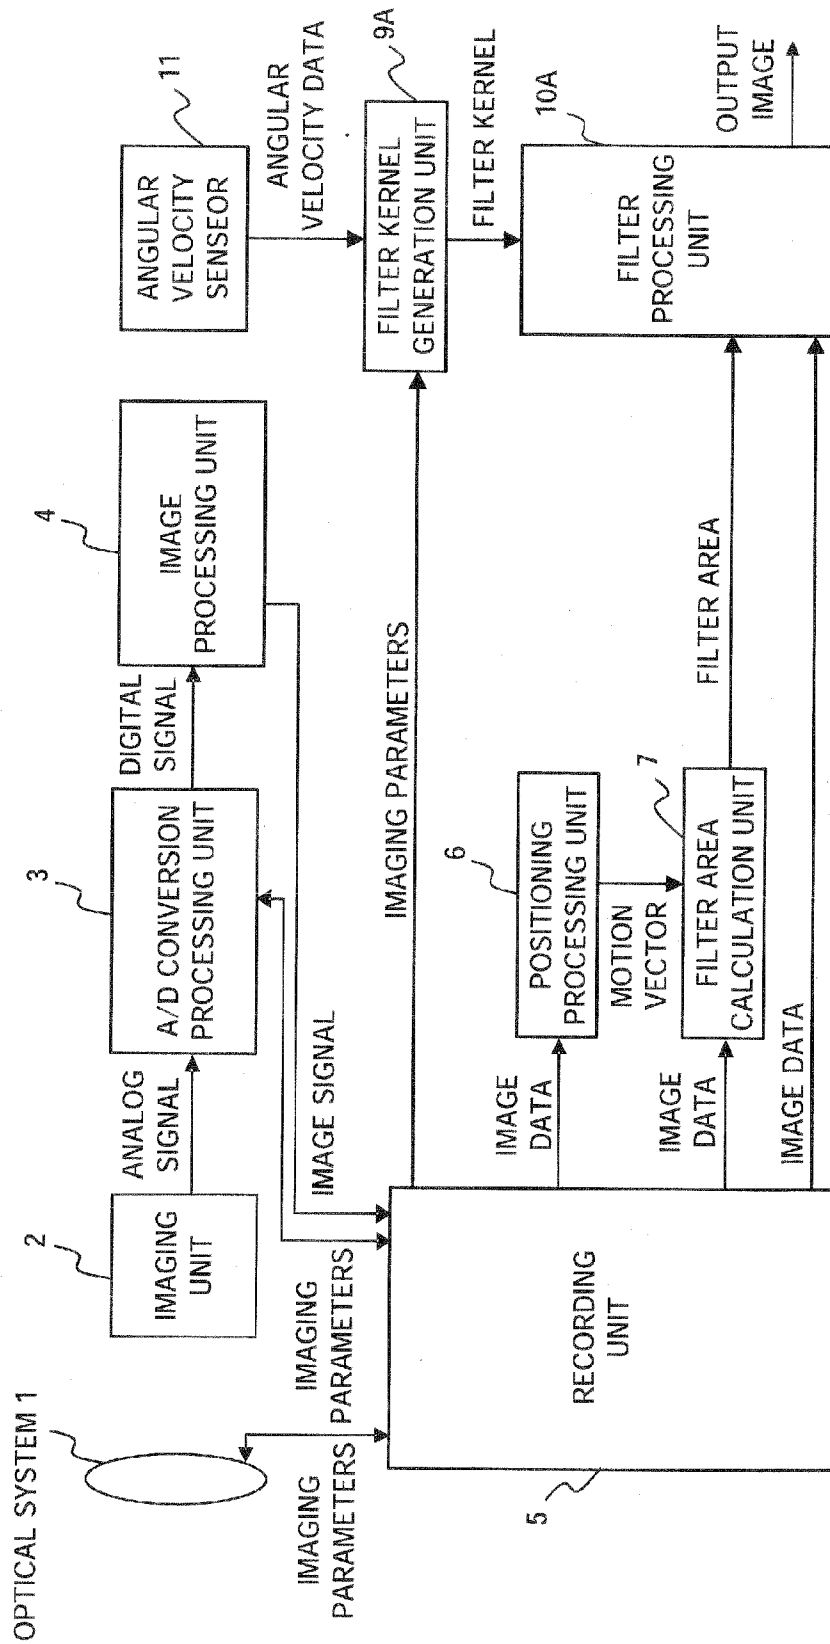 OPTICAL SYSTEM 1
2
IMAGING
UNIT
ANALOG
SIGNAL
3
A/D CONVERSION
PROCESSING UNIT
DIGITAL
SIGNAL
4
IMAGE
PROCESSING UNIT
11
ANGULAR
VELOCITY
SENSEOR
ANGULAR
VELOCITY DATA
9A
FILTER KERNEL
GENERATION UNIT
FILTER KERNEL
IMAGING
PARAMETERS
IMAGING
PARAMETERS
IMAGE SIGNAL
IMAGING PARAMETERS
5
RECORDING
UNIT
IMAGE
DATA
6
POSITIONING
PROCESSING UNIT
MOTION
VECTOR
IMAGE
DATA
7
FILTER AREA
CALCULATION UNIT
FILTER AREA
IMAGE DATA
10A
FILTER
PROCESSING
UNIT
OUTPUT
IMAGE